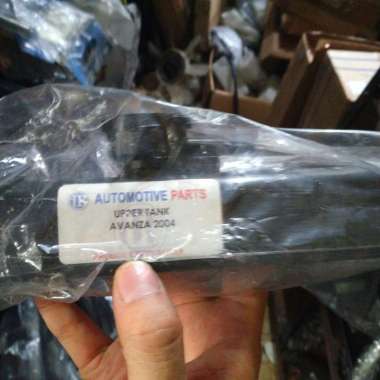 AUTOMOTIVE PARTS
UPPER TANK
AVANZA 2004